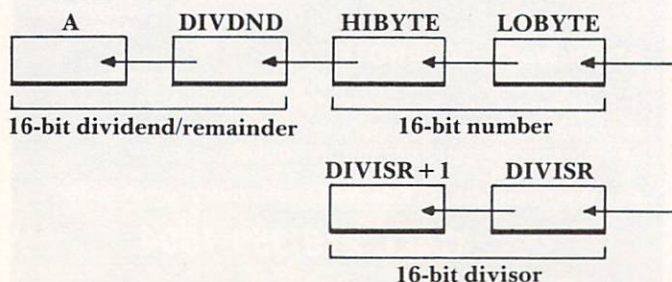 A DIVDND HIBYTE LOBYTE
16-bit dividend/remainder 16-bit number
DIVISR + 1 DIVISR
16-bit divisor